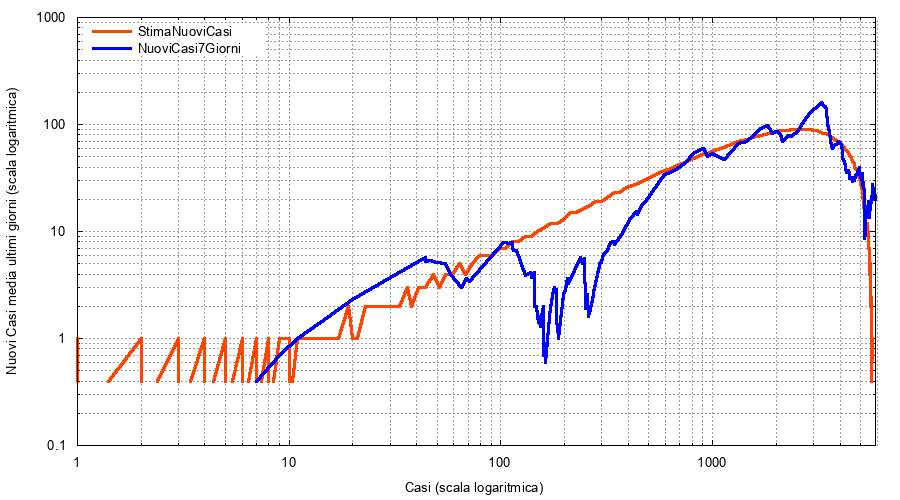 1000
100
10
1
0.1
StimaNuoviCasi
NuoviCasi7Giorni
Nuovi Casi media ultimi giorni (scala logaritmica)
1 10 100 1000
Casi (scala logaritmica)